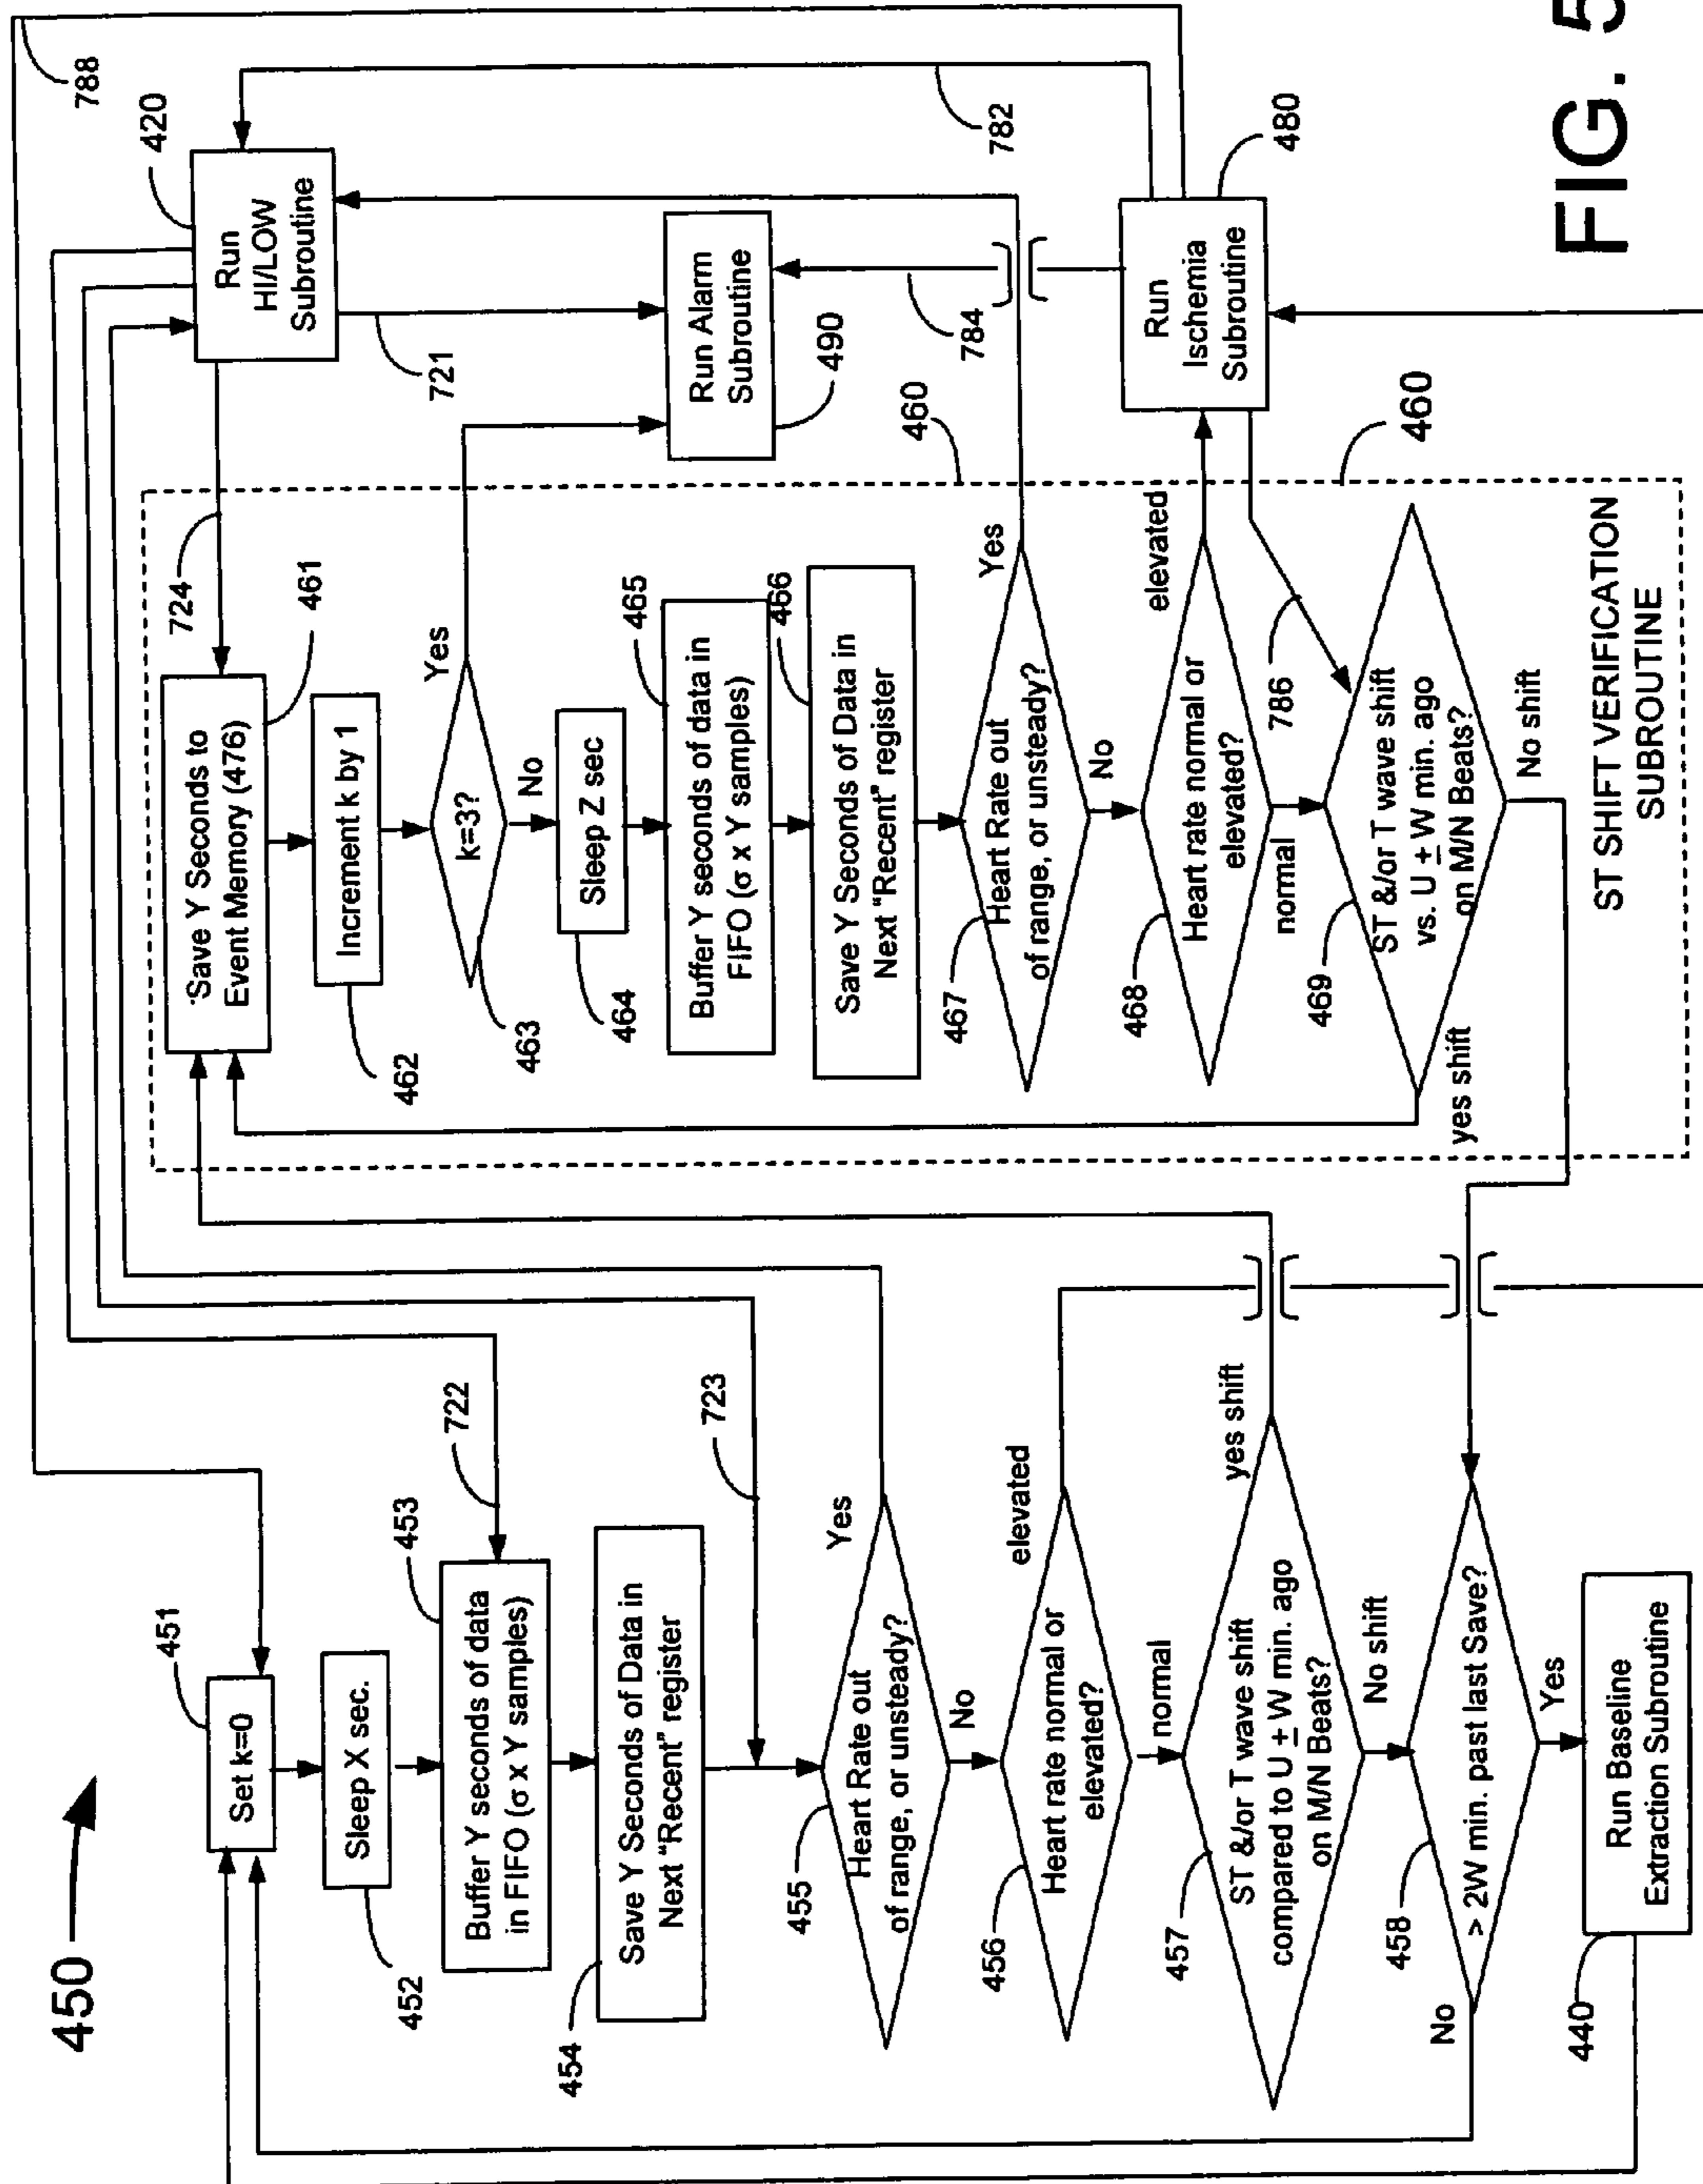 450
451
Set k=0
Sleep X sec.
452
453
Buffer Y seconds of data
in FIFO (σ x Y samples)
722
454
Save Y Seconds of Data in
Next "Recent" register
723
455
Heart Rate out
of range, or unsteady?
Yes
No
456
Heart rate normal or
elevated?
elevated
normal
457
ST &/or T wave shift
compared to U ± W min. ago
on M/N Beats?
yes shift
No shift
458
> 2W min. past last Save?
No
Yes
440
Run Baseline
Extraction Subroutine
724
461
Save Y Seconds to
Event Memory (476)
462
Increment k by 1
463
k=3?
Yes
No
464
Sleep Z sec
465
Buffer Y seconds of data in
FIFO (σ x Y samples)
466
Save Y Seconds of Data in
Next "Recent" register
467
Heart Rate out
of range, or unsteady?
Yes
No
468
Heart rate normal or
elevated?
elevated
normal
786
469
ST &/or T wave shift
vs. U ± W min. ago
on M/N Beats?
yes shift
No shift
ST SHIFT VERIFICATION
SUBROUTINE
460
460
788
420
Run
HI/LOW
Subroutine
721
Run Alarm
Subroutine
490
784
782
480
Run
Ischemia
Subroutine
FIG. 5